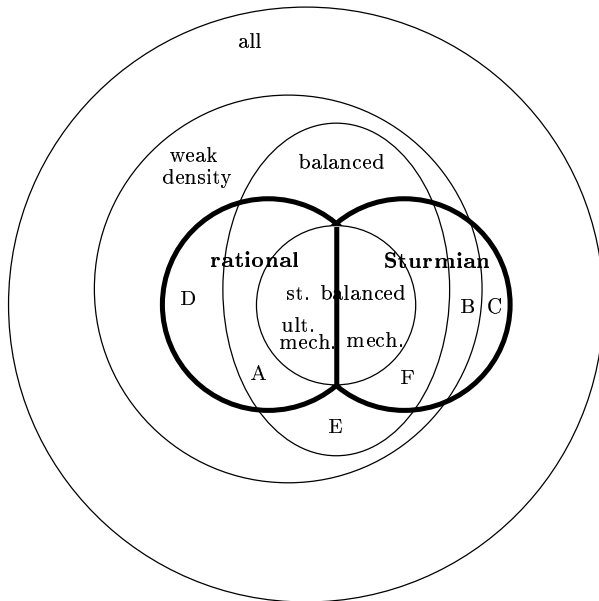 all
weak
density
balanced
rational
Sturmian
D
st. balanced
B
C
ult.
mech.
mech.
A
F
E